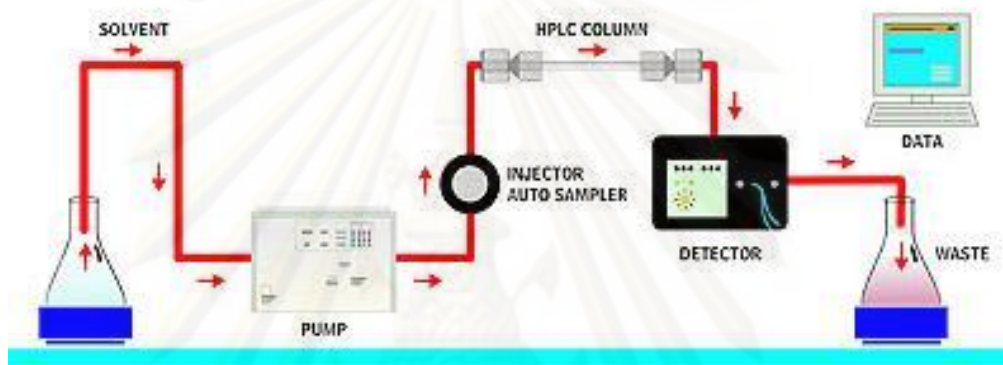 SOLVENT
HPLC COLUMN
INJECTOR
AUTO SAMPLER
DATA
DETECTOR
WASTE
PUMP